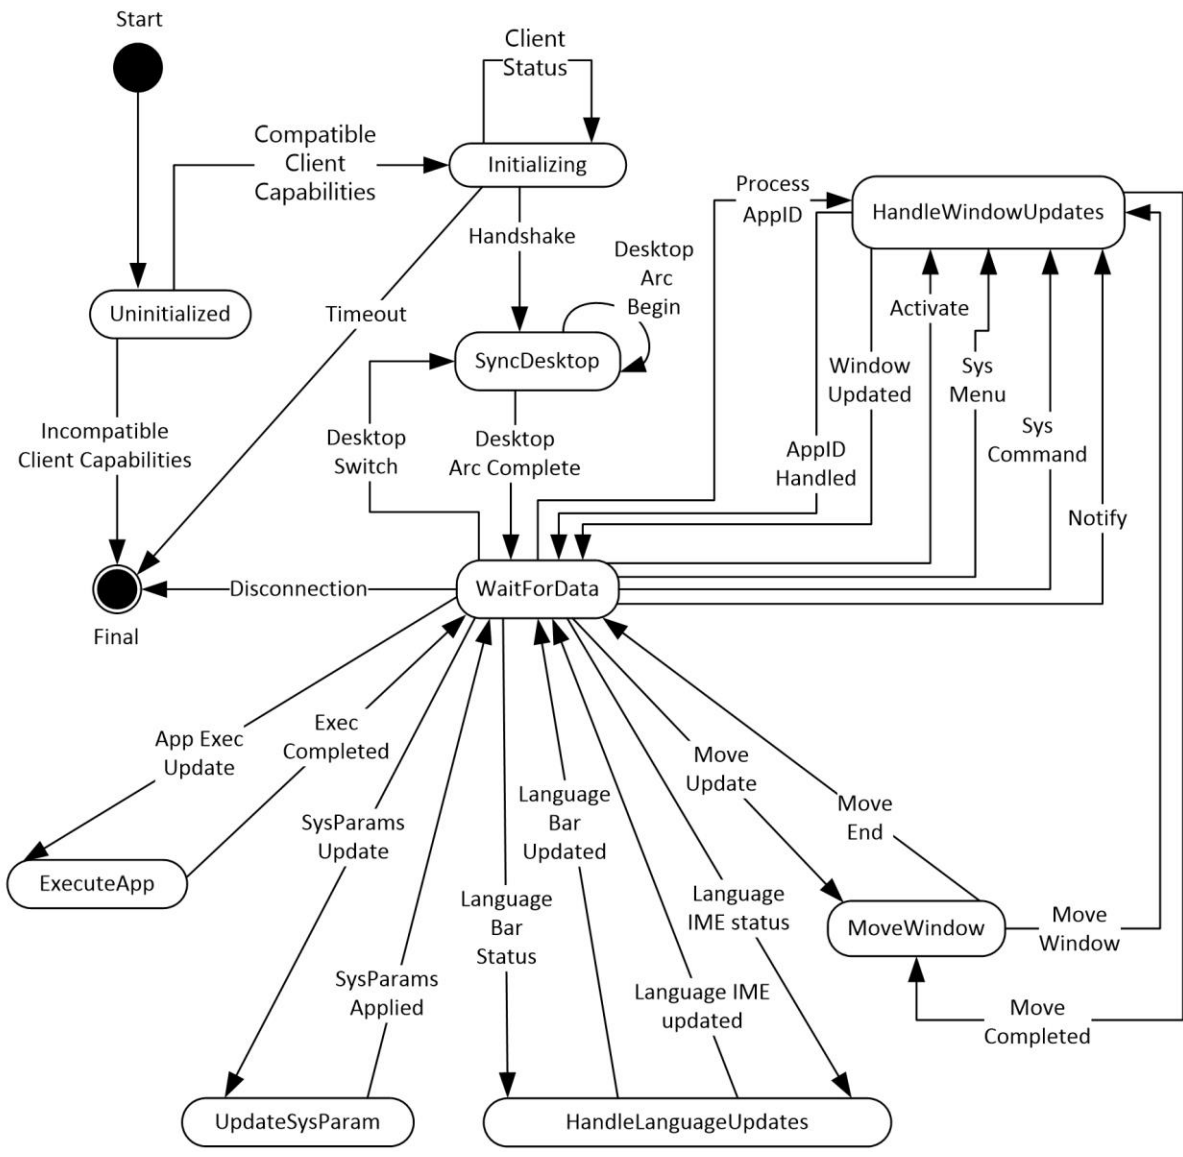 Start
Client
Status
Compatible
Client
Capabilities
Initializing
Process
AppID
HandleWindowUpdates
Handshake
Desktop
Arc
Begin
Uninitialized
Timeout
Activate
SyncDesktop
Window
Updated
Sys
Menu
Incompatible
Client Capabilities
Desktop
Switch
Desktop
Arc Complete
AppID
Handled
Sys
Command
Notify
Disconnection
WaitForData
Final
App Exec
Update
Exec
Completed
Move
Update
SysParams
Update
Language
Bar
Updated
Move
End
ExecuteApp
Language
Bar
Status
Language
IME status
MoveWindow
Move
Window
SysParams
Applied
Language IME
updated
Move
Completed
UpdateSysParam
HandleLanguageUpdates